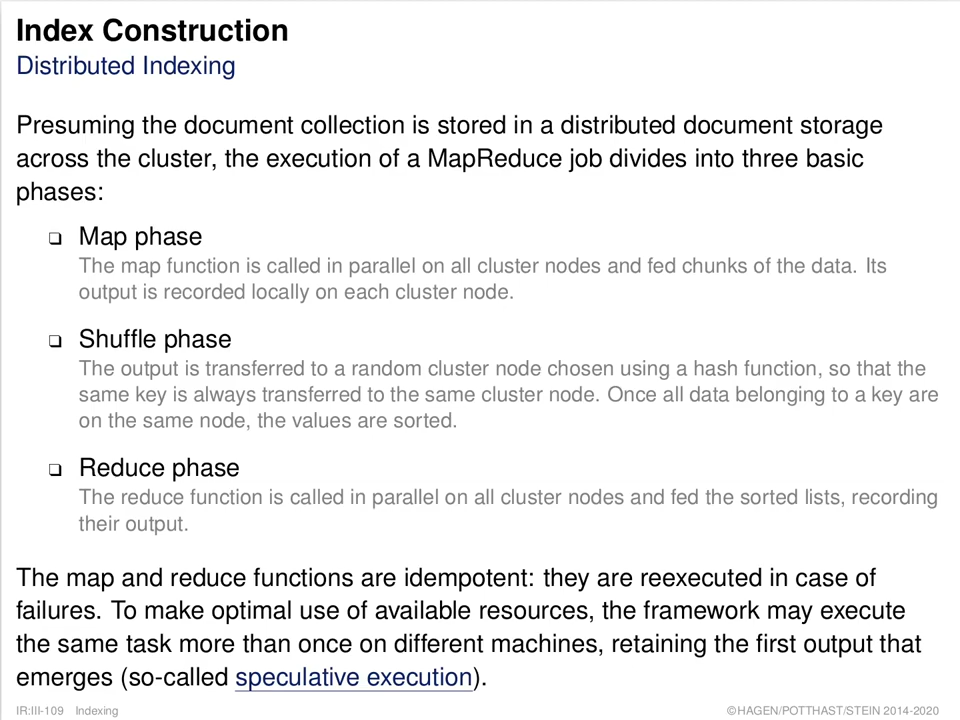 Index Construction
Distributed Indexing
Presuming the document collection is stored in a distributed document storage
across the cluster, the execution of a MapReduce job divides into three basic
phases:
❏ Map phase
The map function is called in parallel on all cluster nodes and fed chunks of the data. Its
output is recorded locally on each cluster node.
❏ Shuffle phase
The output is transferred to a random cluster node chosen using a hash function, so that the
same key is always transferred to the same cluster node. Once all data belonging to a key are
on the same node, the values are sorted.
❏ Reduce phase
The reduce function is called in parallel on all cluster nodes and fed the sorted lists, recording
their output.
The map and reduce functions are idempotent: they are reexecuted in case of
failures. To make optimal use of available resources, the framework may execute
the same task more than once on different machines, retaining the first output that
emerges (so-called speculative execution).
IR:III-109 Indexing ©HAGEN/POTTHAST/STEIN 2014-2020